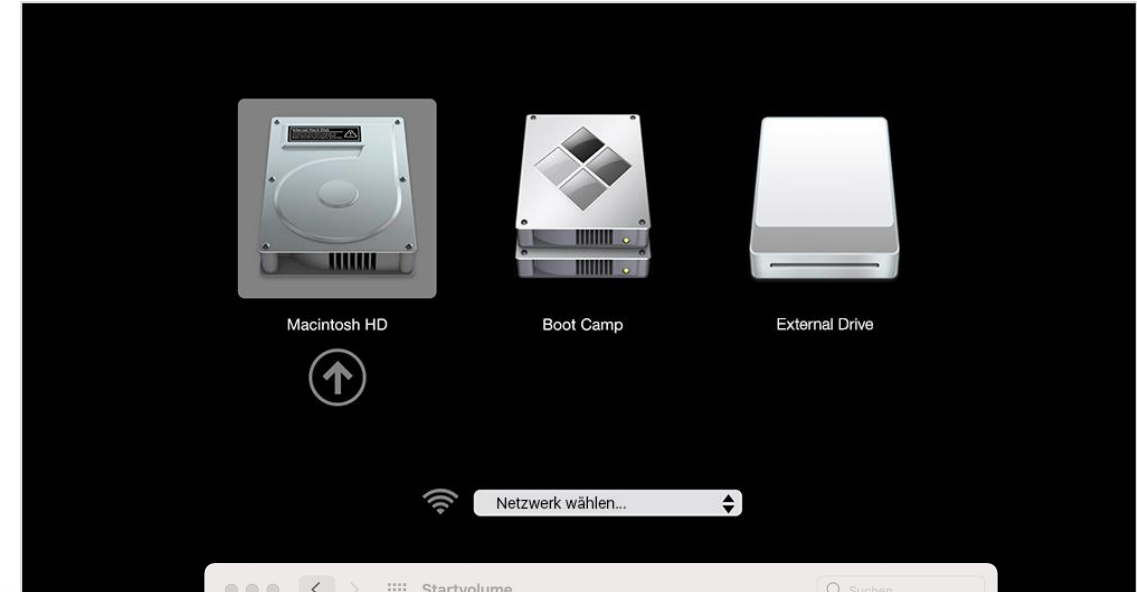 Macintosh HD
Boot Camp
External Drive
Netzwerk wählen...
Startvolume
Suchen